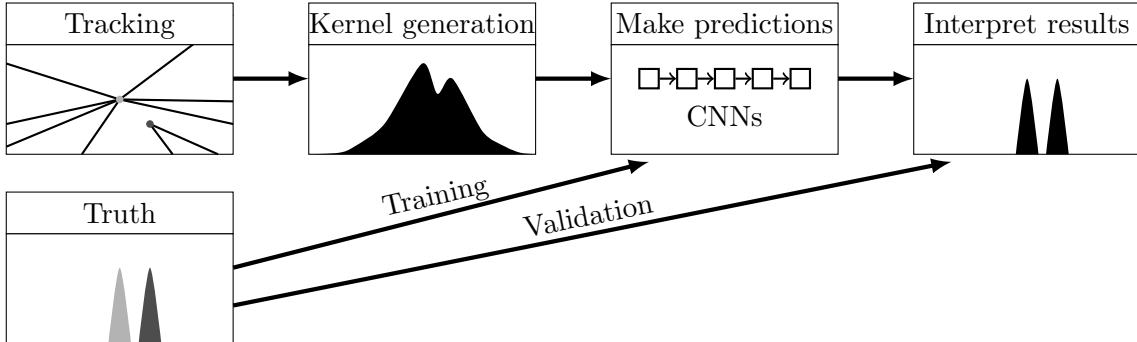 Tracking
Kernel generation
Make predictions
Interpret results
CNNs
Training
Validation
Truth